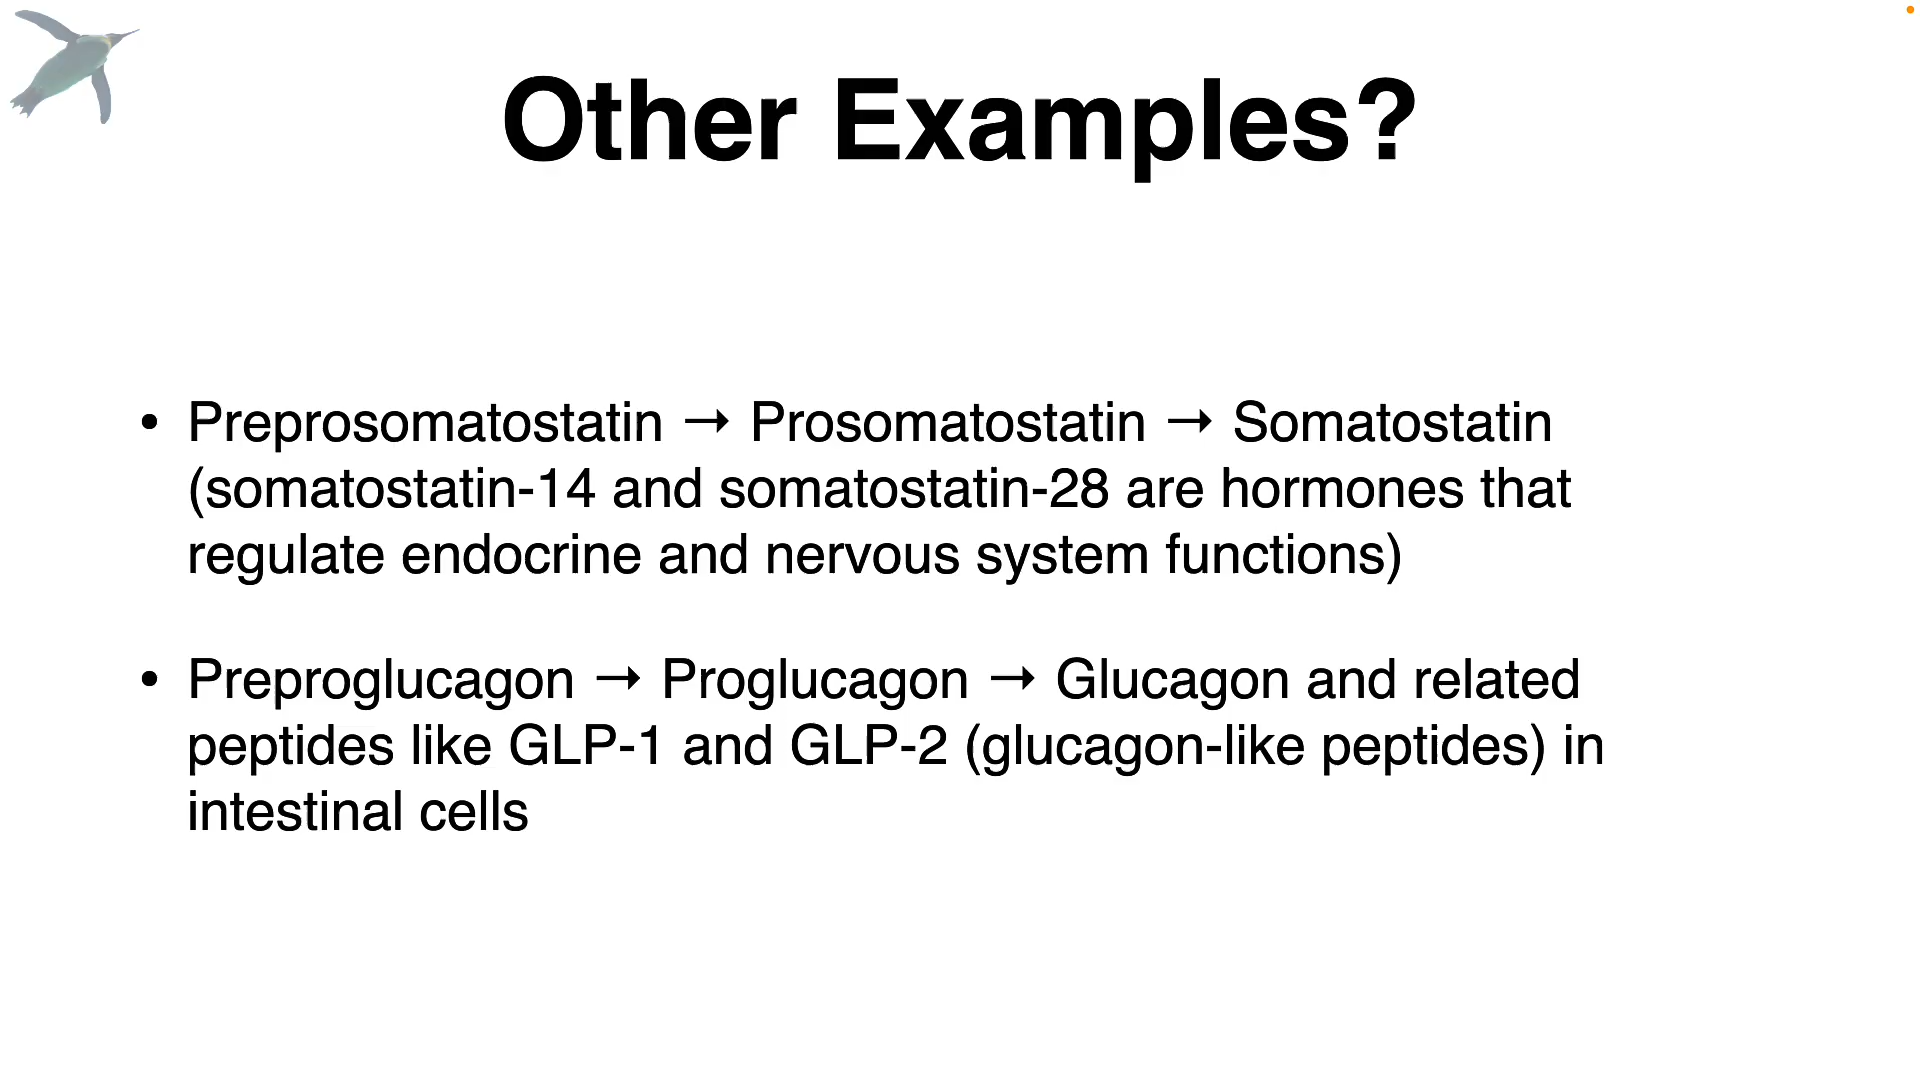 Other Examples?
• Preprosomatostatin → Prosomatostatin → Somatostatin
(somatostatin-14 and somatostatin-28 are hormones that
regulate endocrine and nervous system functions)
• Preproglucagon → Proglucagon → Glucagon and related
peptides like GLP-1 and GLP-2 (glucagon-like peptides) in
intestinal cells